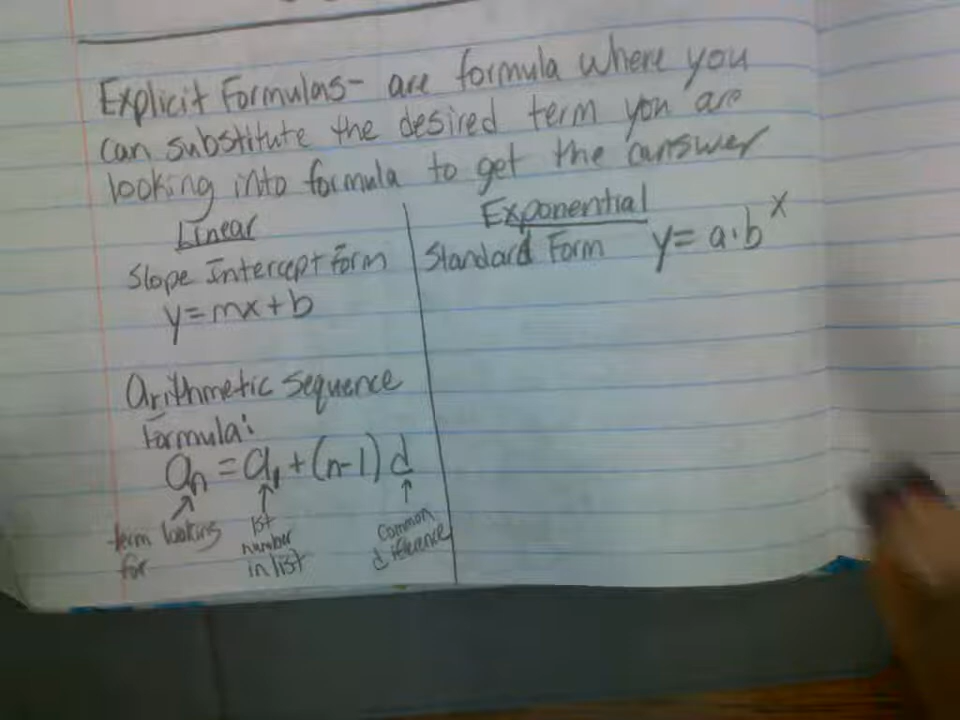 Explicit Formulas- are formula where you
can substitute the desired term you are
looking into formula to get the answer
Linear
Slope Intercept Form
y=mx+b
Arithmetic Sequence
Formula:
aₙ = a₁ + (n-1) d
term looking
for
1st
number
in list
common
difference
Exponential
Standard Form y= a·bˣ